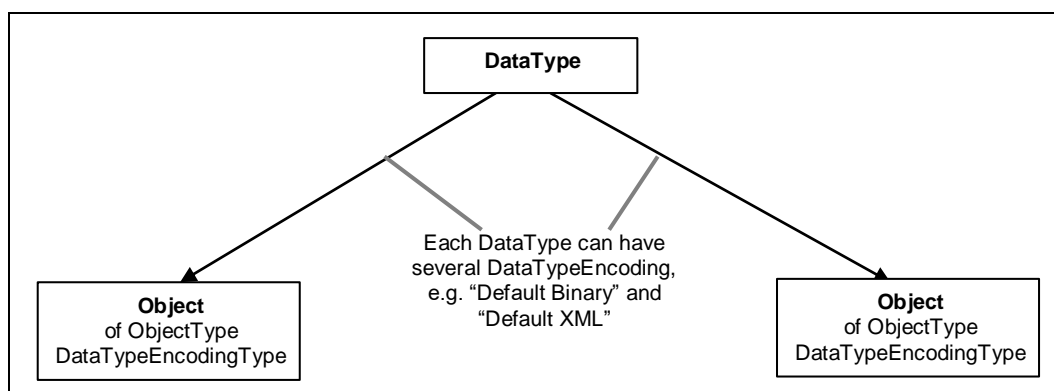 DataType
Each DataType can have
several DataTypeEncoding,
e.g. “Default Binary” and
“Default XML”
Object
of ObjectType
DataTypeEncodingType
Object
of ObjectType
DataTypeEncodingType